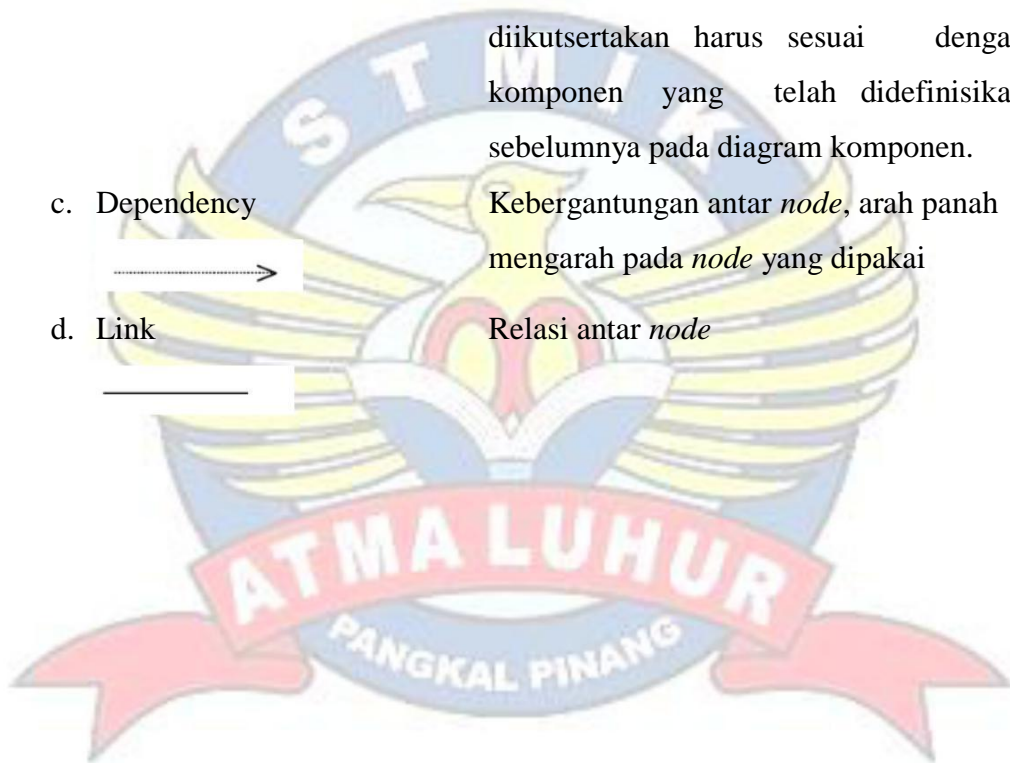 diikutsertakan harus sesuai denga
komponen yang telah didefinisika
sebelumnya pada diagram komponen.
c. Dependency Kebergantungan antar node, arah panah
mengarah pada node yang dipakai
d. Link Relasi antar node
STMIK
ATMA LUHUR
PANGKAL PINANG